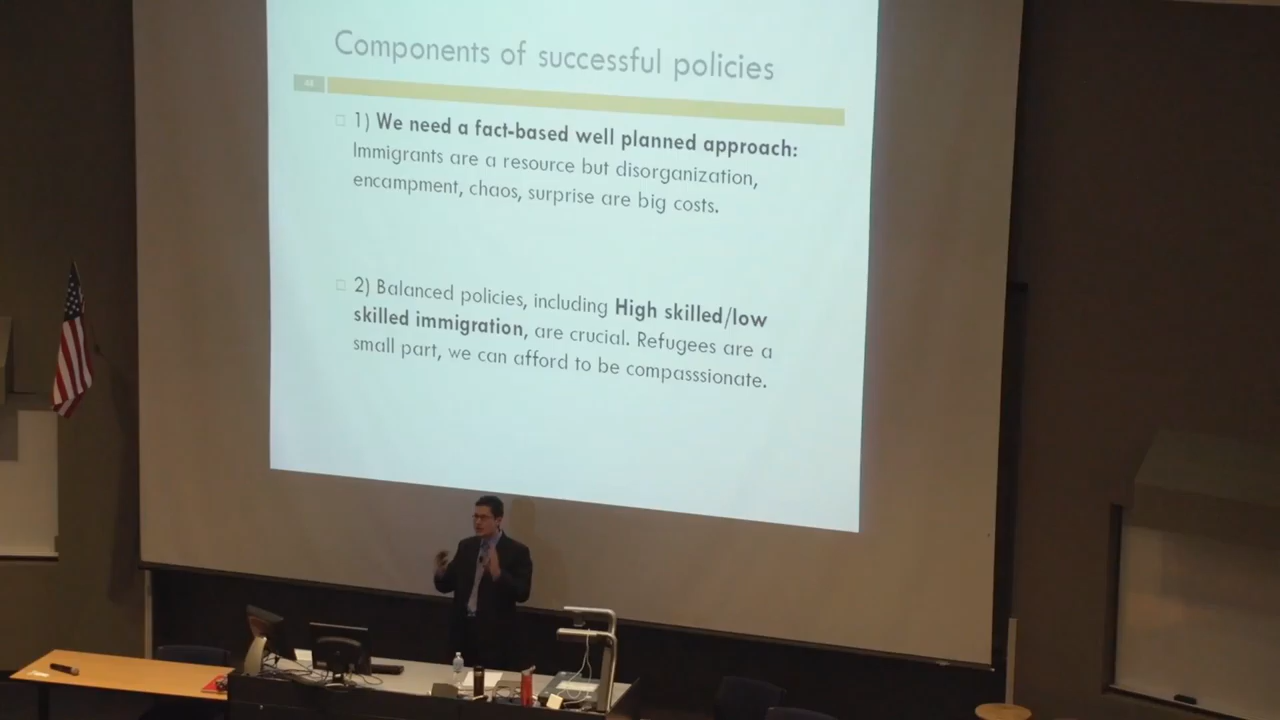 Components of successful policies
1) We need a fact-based well planned approach:
Immigrants are a resource but disorganization,
encampment, chaos, surprise are big costs.
2) Balanced policies, including High skilled/low
skilled immigration, are crucial. Refugees are a
small part, we can afford to be compasssionate.